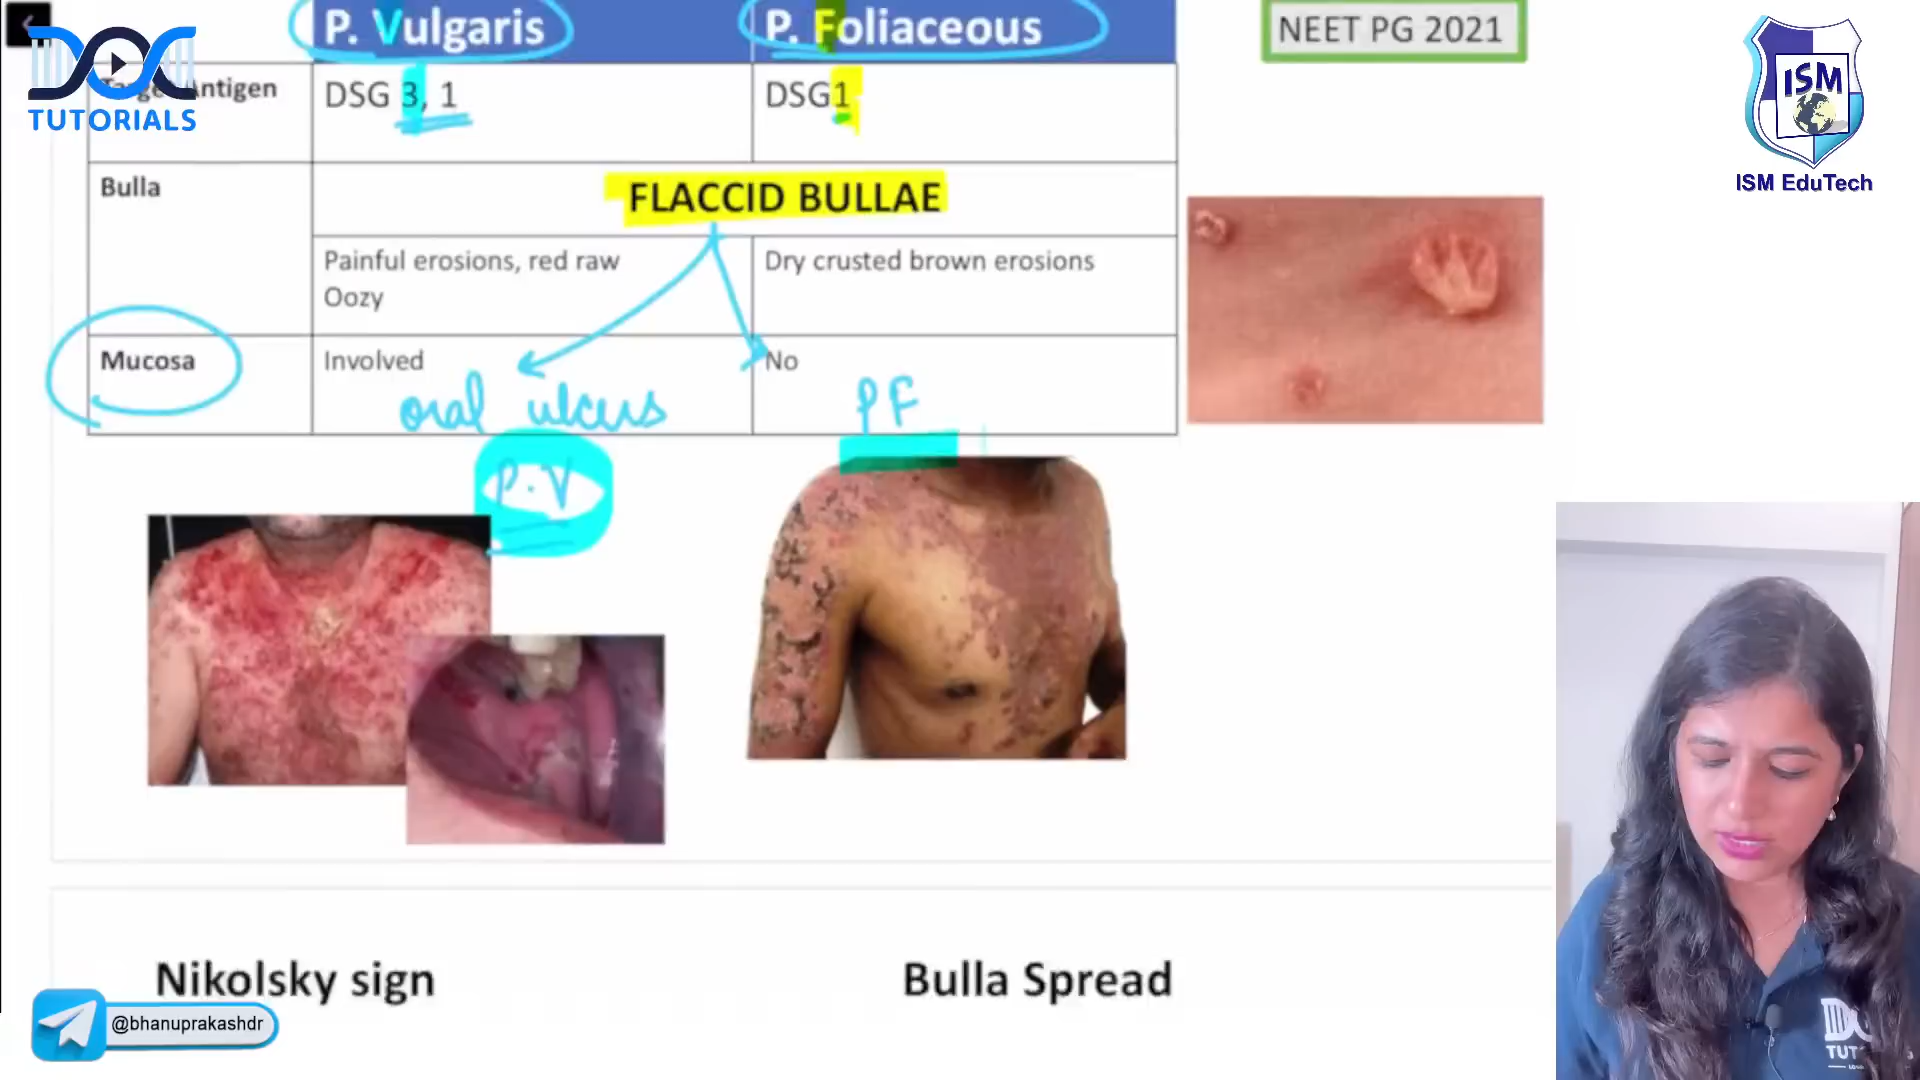 P. Vulgaris
P. Foliaceous
NEET PG 2021
ISM
ISM EduTech
TUTORIALS
Target Antigen
DSG 3, 1
DSG1
Bulla
FLACCID BULLAE
Painful erosions, red raw
Oozy
Dry crusted brown erosions
Mucosa
Involved
No
oral ulcers
PF
P.V
Nikolsky sign
Bulla Spread
@bhanuprakashdr